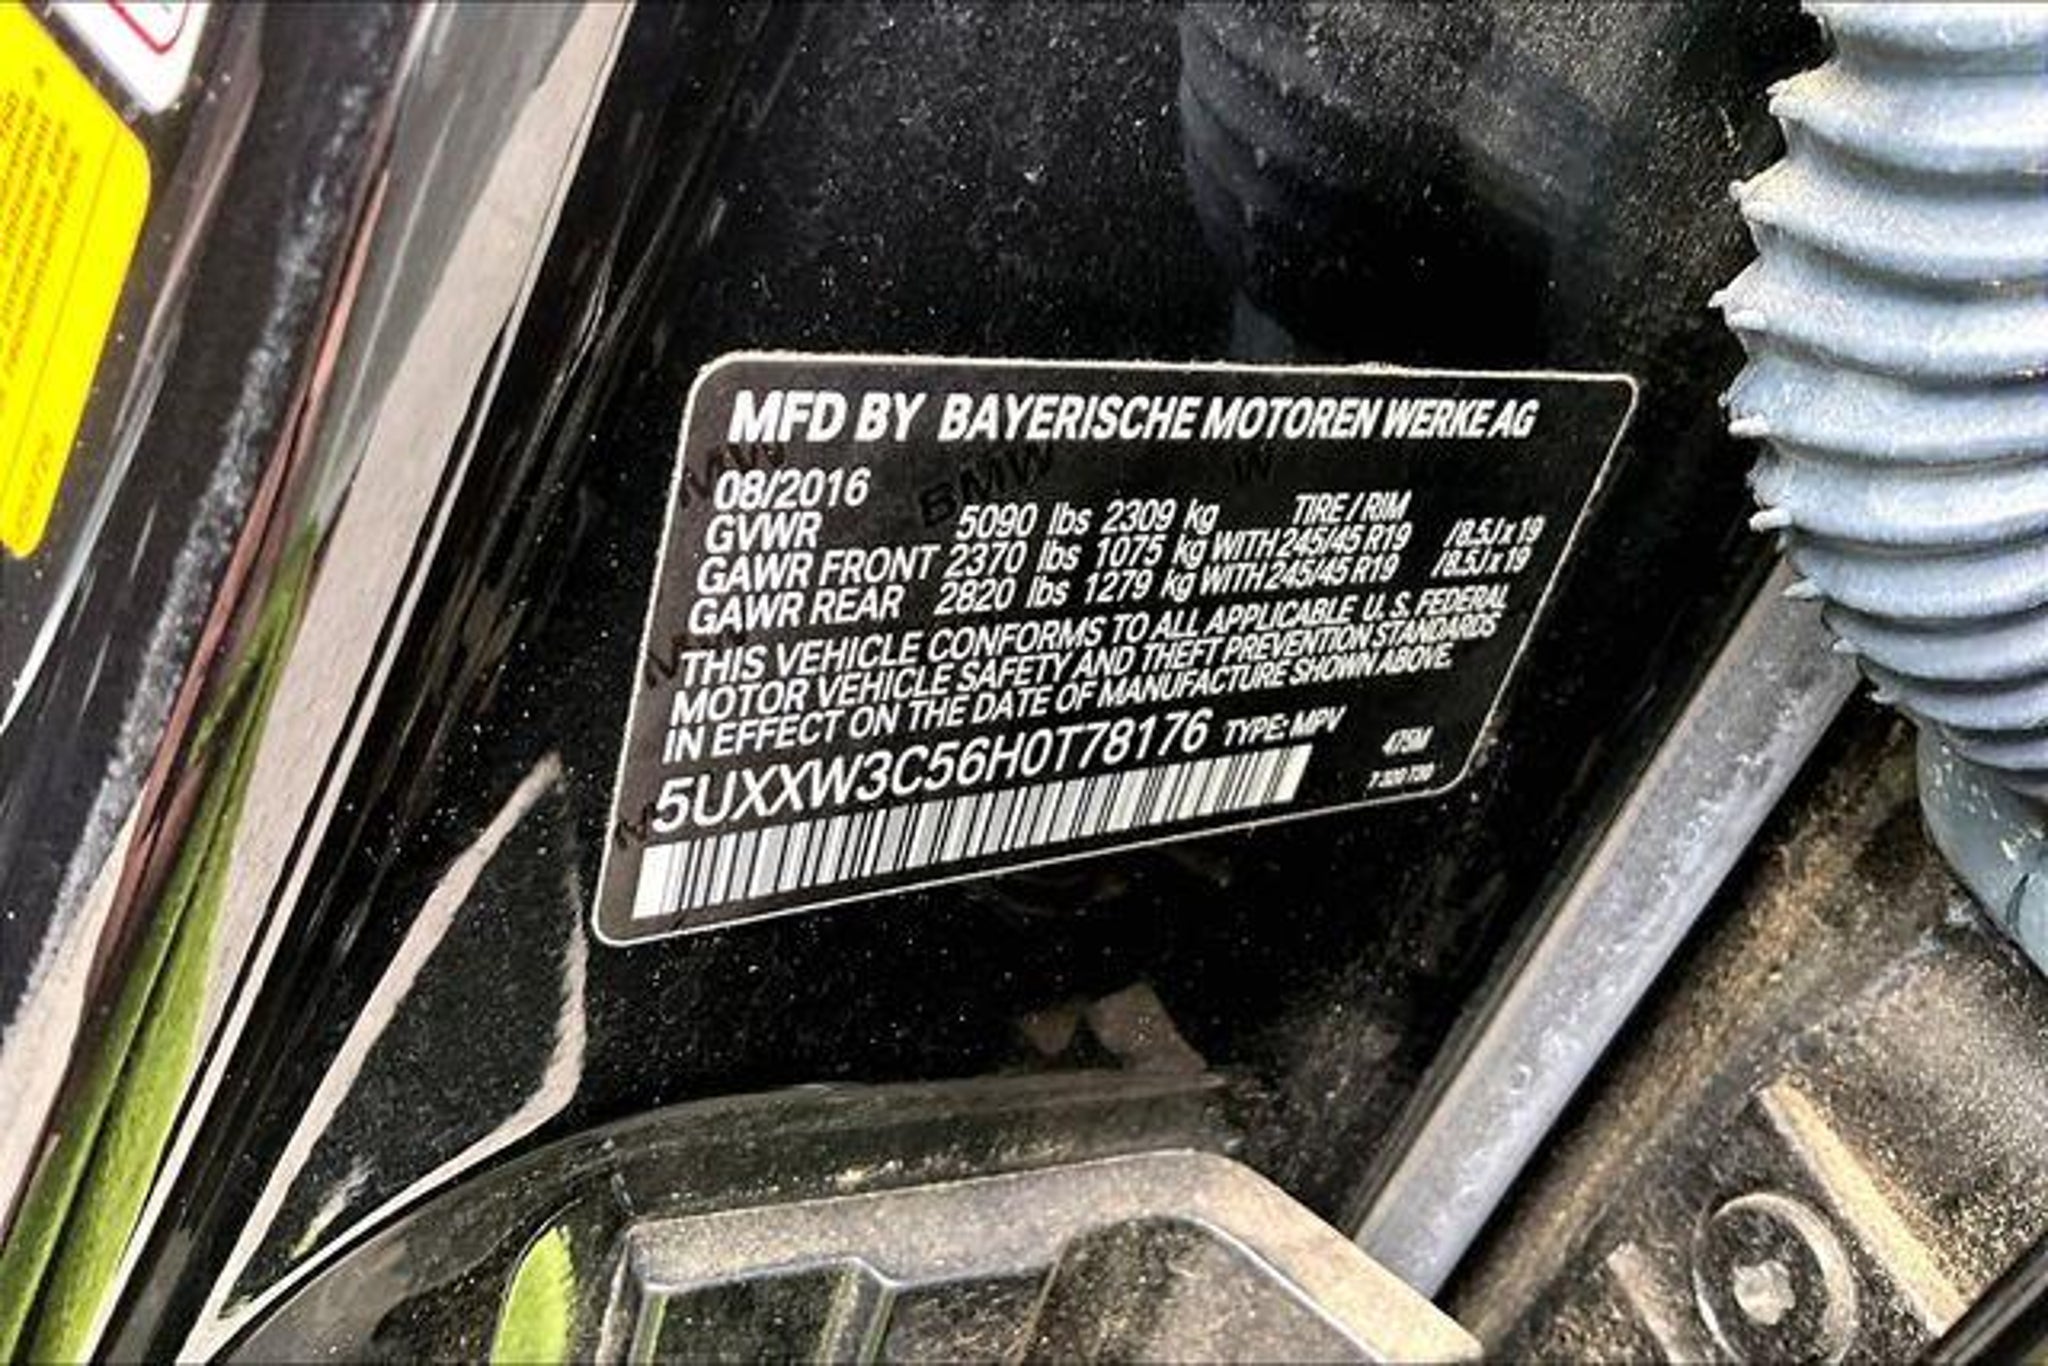 MFD BY BAYERISCHE MOTOREN WERKE AG
08/2016
GVWR 5090 lbs 2309 kg TIRE / RIM
GAWR FRONT 2370 lbs 1075 kg WITH 245/45 R19 /8.5J x 19
GAWR REAR 2820 lbs 1279 kg WITH 245/45 R19 /8.5J x 19
THIS VEHICLE CONFORMS TO ALL APPLICABLE U. S. FEDERAL
MOTOR VEHICLE SAFETY AND THEFT PREVENTION STANDARDS
IN EFFECT ON THE DATE OF MANUFACTURE SHOWN ABOVE.
5UXXW3C56H0T78176 TYPE: MPV 475M
BMW